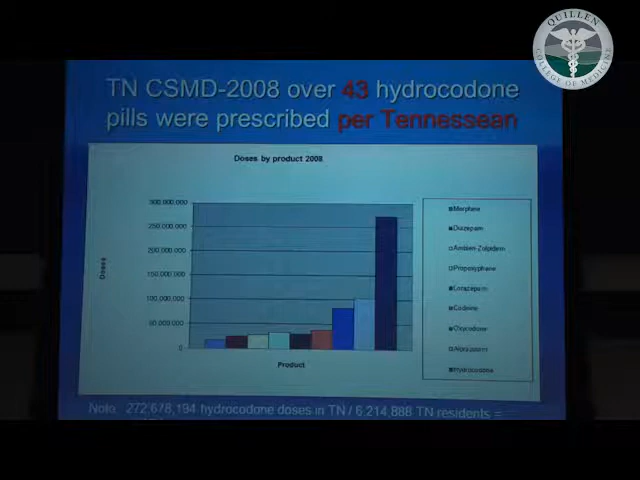 QUILLEN
COLLEGE OF MEDICINE
TN CSMD-2008 over 43 hydrocodone
pills were prescribed per Tennessean
Doses by product 2008
300,000,000
250,000,000
200,000,000
150,000,000
100,000,000
50,000,000
0
Doses
Product
Morphine
Diazepam
Ambien-Zolpidem
Propoxyphene
Lorazepam
Codeine
Oxycodone
Alprazolam
Hydrocodone
Note: 272,678,194 hydrocodone doses in TN / 6,214,888 TN residents =